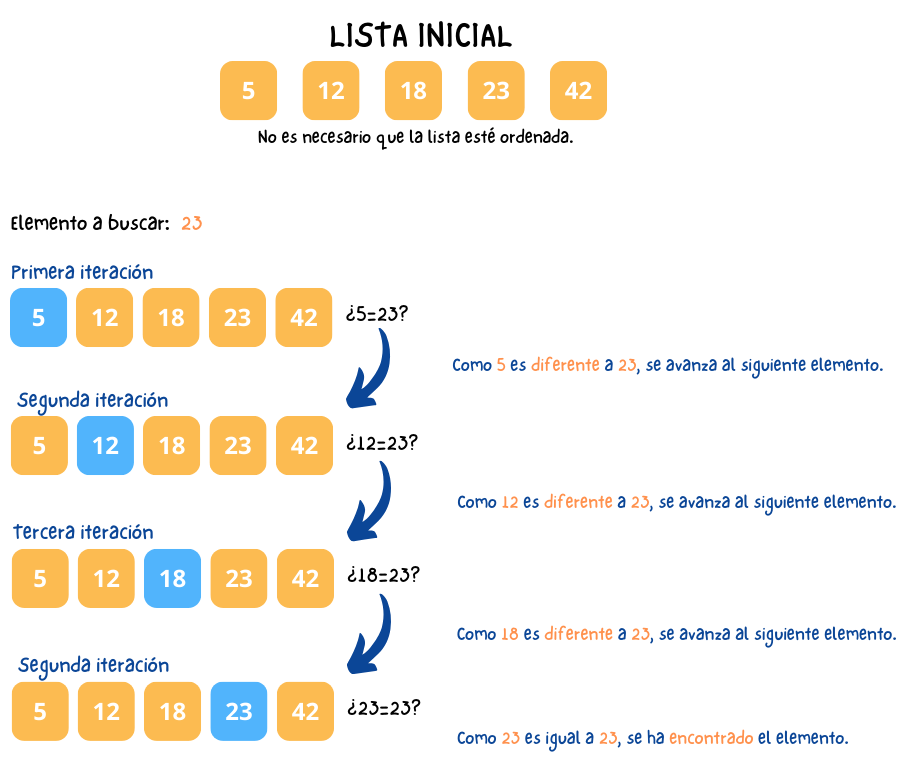 LISTA INICIAL
5 12 18 23 42
No es necesario que la lista esté ordenada.
Elemento a buscar: 23
Primera iteración
5 12 18 23 42 ¿5=23?
Como 5 es diferente a 23, se avanza al siguiente elemento.
Segunda iteración
5 12 18 23 42 ¿12=23?
Como 12 es diferente a 23, se avanza al siguiente elemento.
Tercera iteración
5 12 18 23 42 ¿18=23?
Como 18 es diferente a 23, se avanza al siguiente elemento.
Segunda iteración
5 12 18 23 42 ¿23=23?
Como 23 es igual a 23, se ha encontrado el elemento.